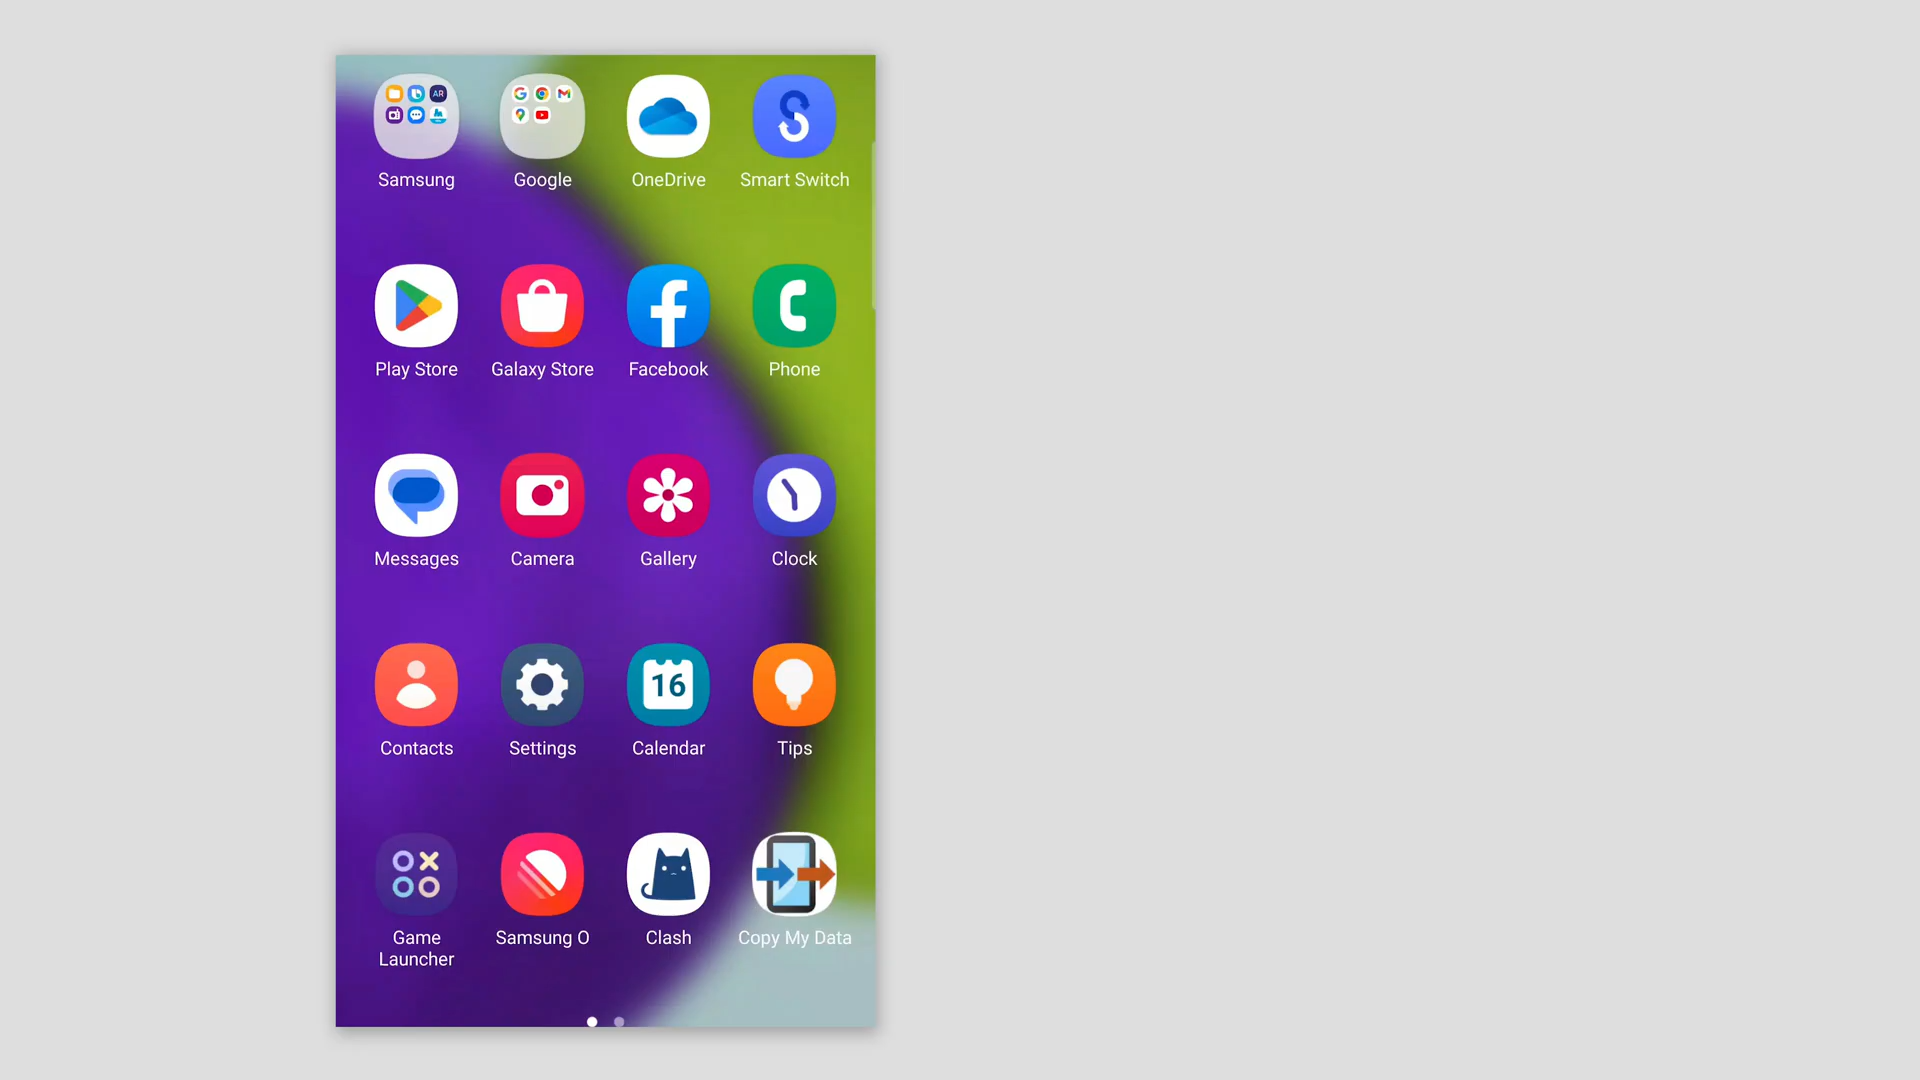 AR
Samsung
Google
OneDrive
Smart Switch
Play Store
Galaxy Store
Facebook
Phone
Messages
Camera
Gallery
Clock
16
Contacts
Settings
Calendar
Tips
Game
Launcher
Samsung O
Clash
Copy My Data